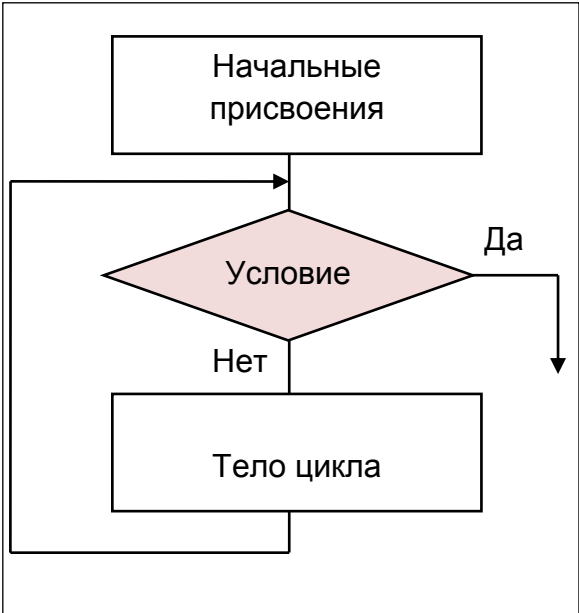 Начальные
присвоения
Да
Условие
Нет
Тело цикла